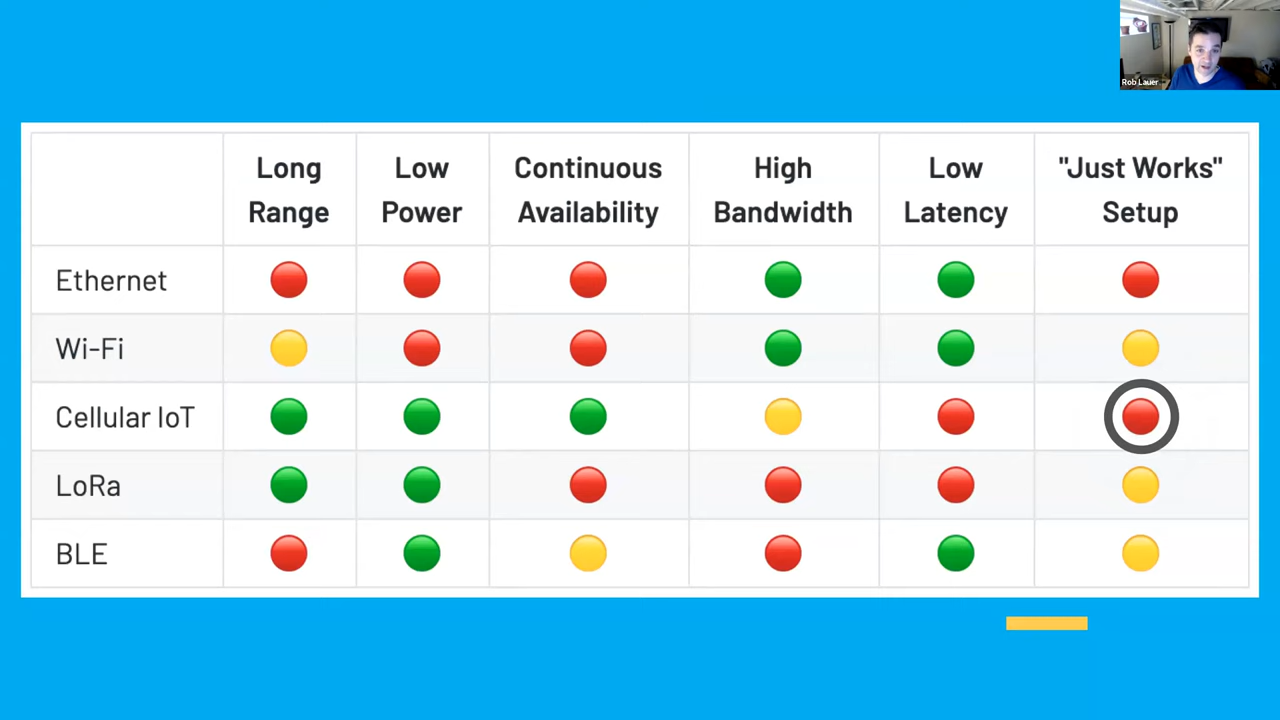 Rob Lauer
Long Range
Low Power
Continuous Availability
High Bandwidth
Low Latency
"Just Works" Setup
Ethernet
Wi-Fi
Cellular IoT
LoRa
BLE